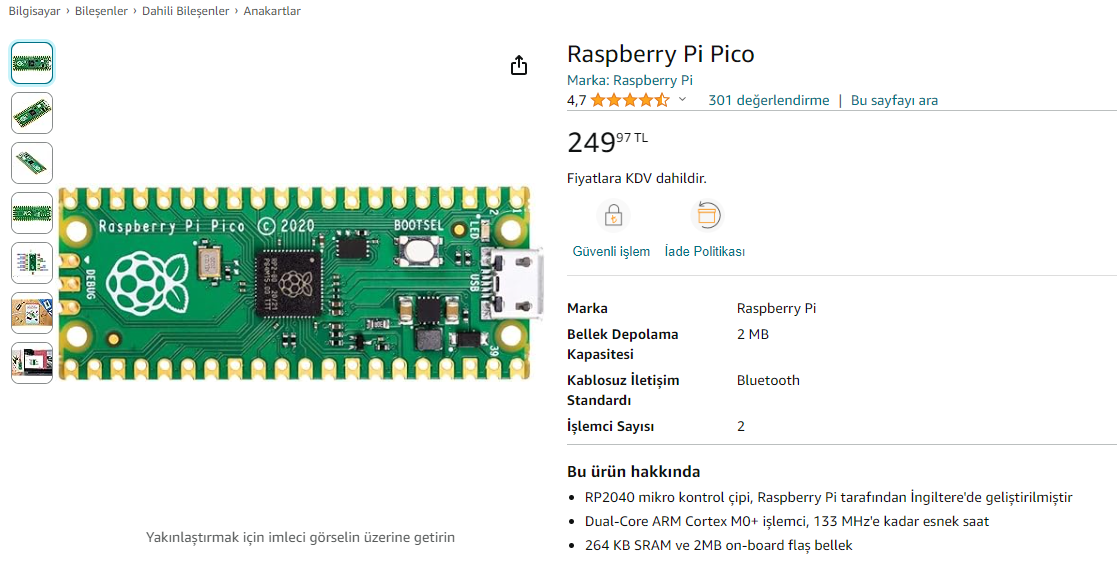 Bilgisayar › Bileşenler › Dahili Bileşenler › Anakartlar
Raspberry Pi Pico © 2020
BOOTSEL
LED
DEBUG
USB
2
1
39
Yakınlaştırmak için imleci görselin üzerine getirin
Raspberry Pi Pico
Marka: Raspberry Pi
4,7 301 değerlendirme | Bu sayfayı ara
24997 TL
Fiyatlara KDV dahildir.
Güvenli işlem İade Politikası
Marka Raspberry Pi
Bellek Depolama 2 MB
Kapasitesi
Kablosuz İletişim Bluetooth
Standardı
İşlemci Sayısı 2
Bu ürün hakkında
• RP2040 mikro kontrol çipi, Raspberry Pi tarafından İngiltere'de geliştirilmiştir
• Dual-Core ARM Cortex M0+ işlemci, 133 MHz'e kadar esnek saat
• 264 KB SRAM ve 2MB on-board flaş bellek